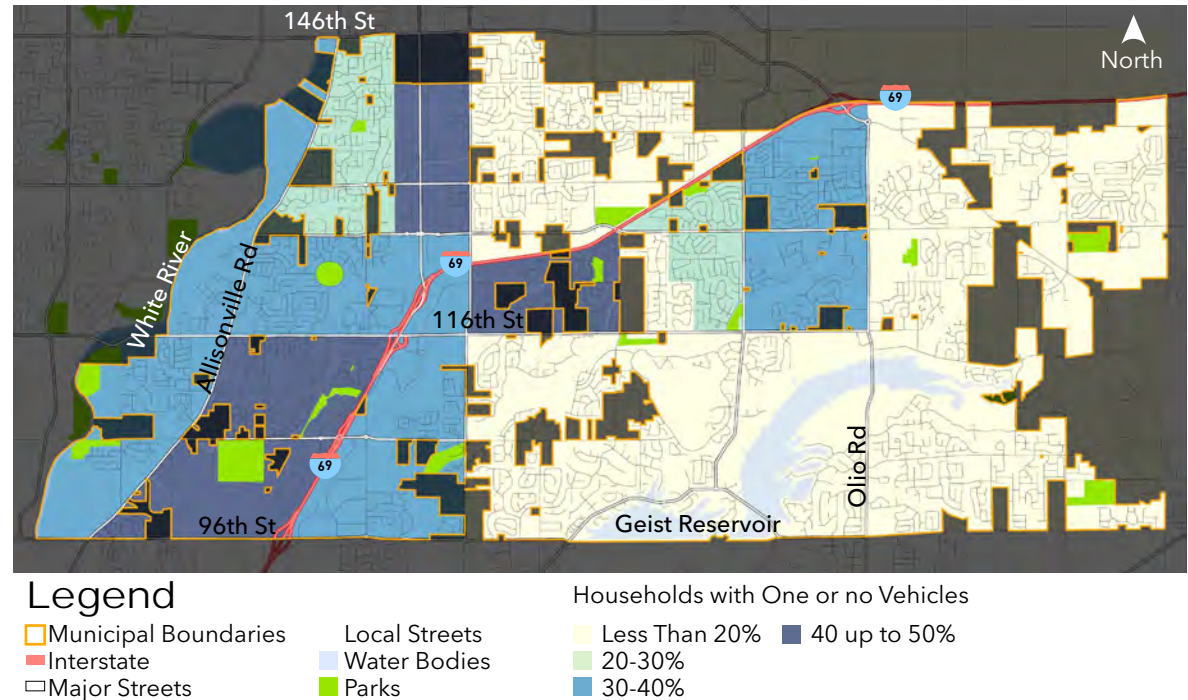 146th St
North
69
White River
Allisonville Rd
69
116th St
Olio Rd
69
96th St
Geist Reservoir
Legend
Municipal Boundaries
Interstate
Major Streets
Local Streets
Water Bodies
Parks
Households with One or no Vehicles
Less Than 20%
20-30%
30-40%
40 up to 50%